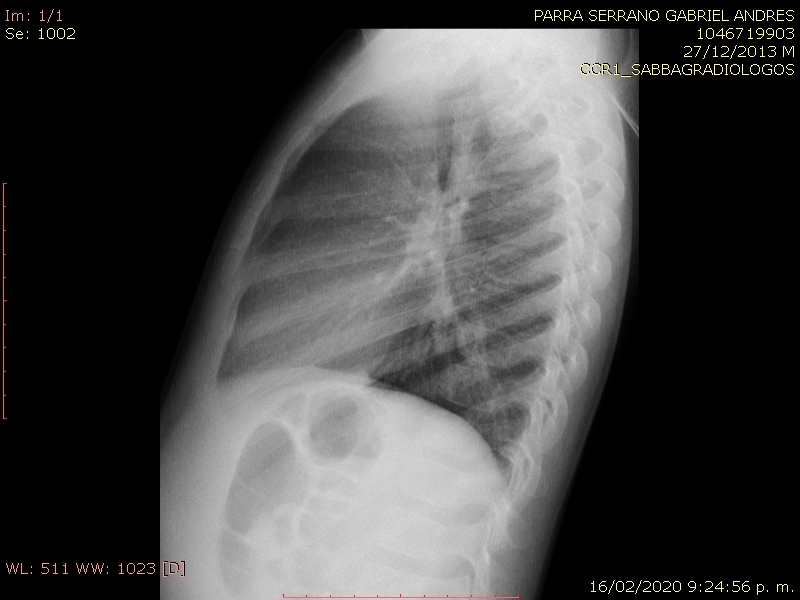 Im: 1/1
Se: 1002
PARRA SERRANO GABRIEL ANDRES
1046719903
27/12/2013 M
CCR1_SABBAGRADIOLOGOS
WL: 511 WW: 1023 [D]
16/02/2020 9:24:56 p. m.